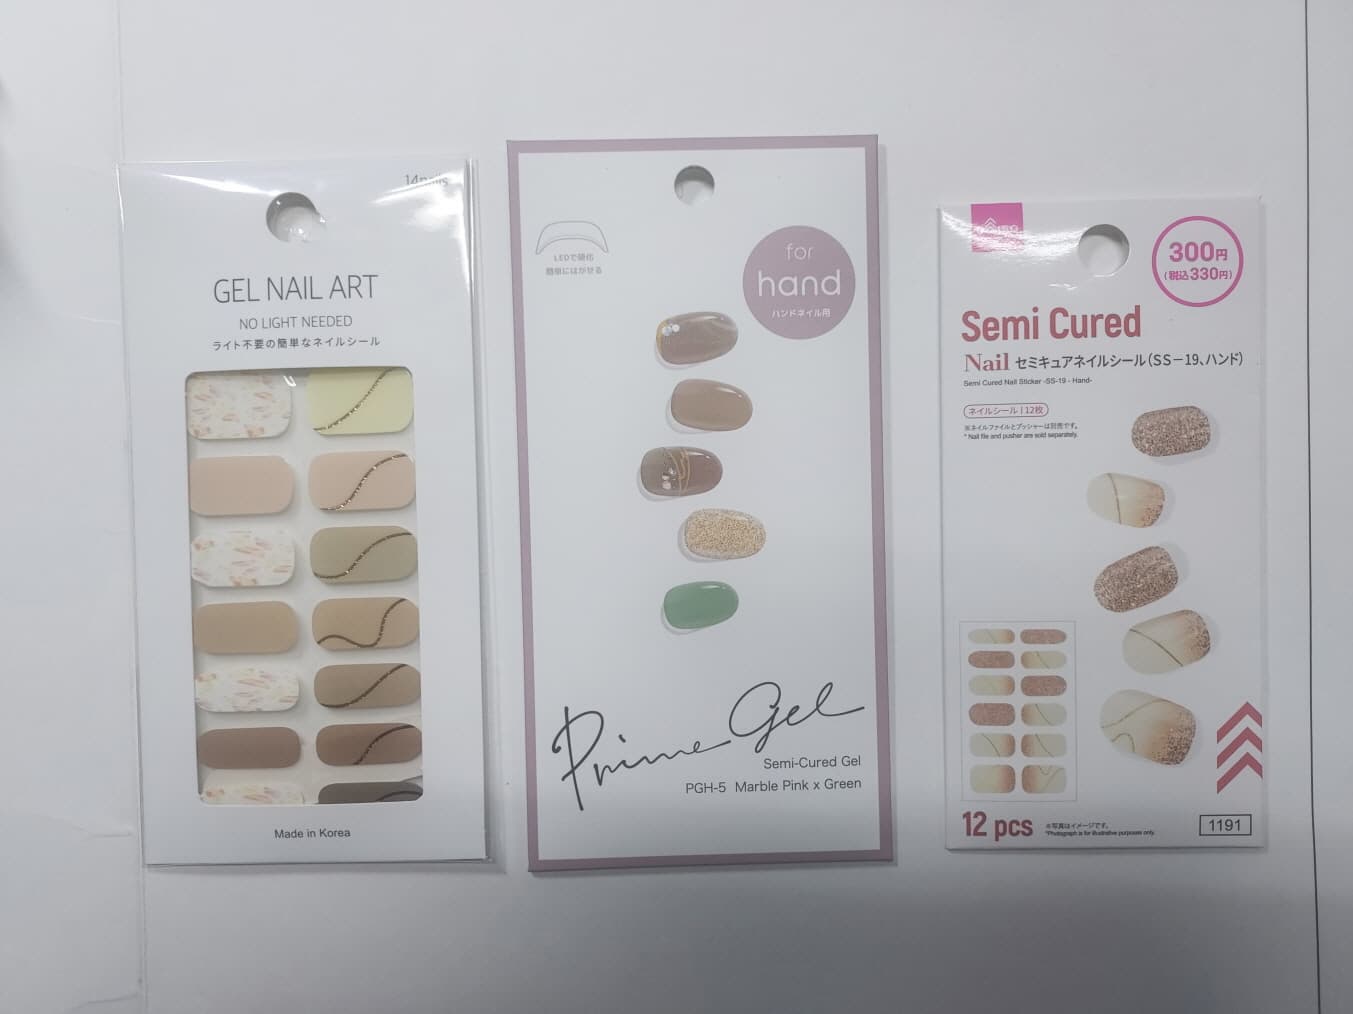 14nails
GEL NAIL ART
NO LIGHT NEEDED
ライト不要の簡単なネイルシール
Made in Korea
LEDで硬化
簡単にはがせる
for
hand
ハンドネイル用
Prime Gel
Semi-Cured Gel
PGH-5 Marble Pink x Green
300円
(税込330円)
Semi Cured
Nail セミキュアネイルシール(SS-19、ハンド)
Semi Cured Nail Sticker -SS-19 - Hand-
ネイルシール | 12枚
※ネイルファイルとプッシャーは別売です。
* Nail file and pusher are sold separately.
12 pcs
※写真はイメージです。
*Photograph is for illustrative purposes only.
1191